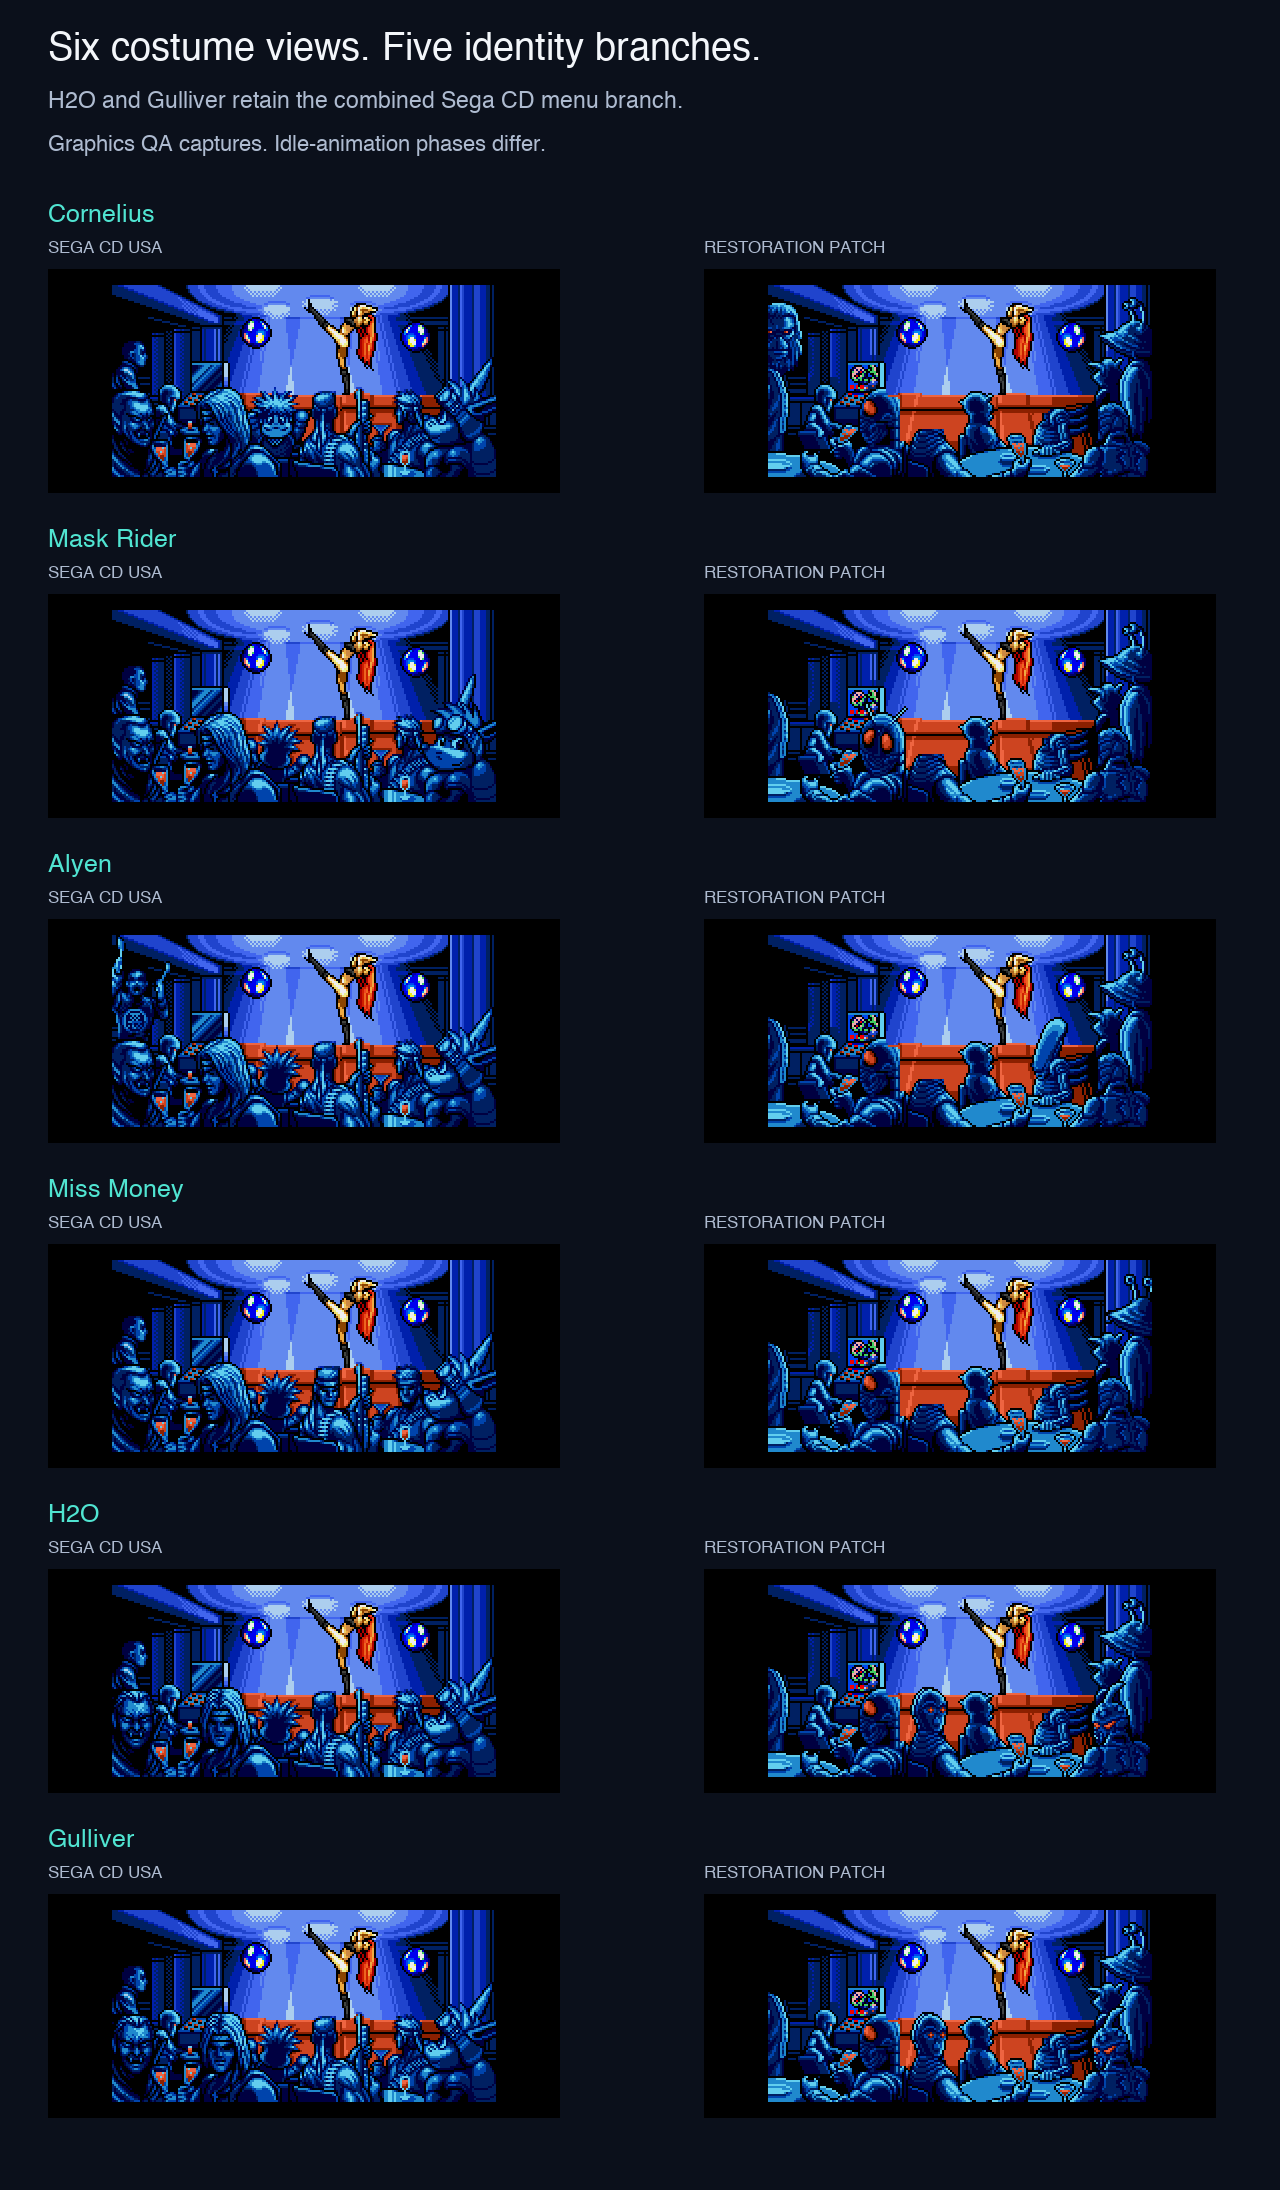 Six costume views. Five identity branches.
H2O and Gulliver retain the combined Sega CD menu branch.
Graphics QA captures. Idle-animation phases differ.
Cornelius
SEGA CD USA
RESTORATION PATCH
Mask Rider
SEGA CD USA
RESTORATION PATCH
Alyen
SEGA CD USA
RESTORATION PATCH
Miss Money
SEGA CD USA
RESTORATION PATCH
H2O
SEGA CD USA
RESTORATION PATCH
Gulliver
SEGA CD USA
RESTORATION PATCH